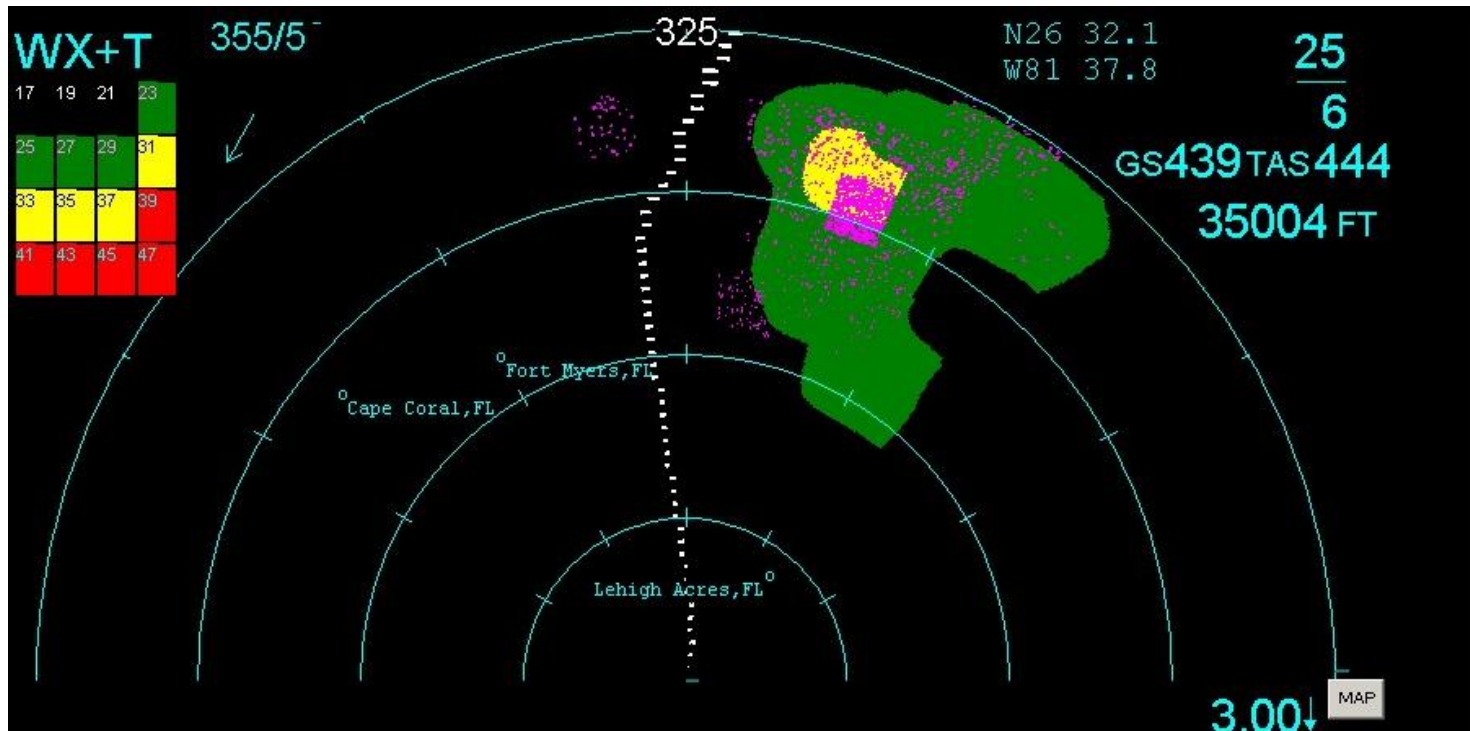 WX+T
355/5
325
N26 32.1
W81 37.8
25
6
17 19 21 23
25 27 29 31
33 35 37 39
41 43 45 47
GS439TAS444
35004 FT
Fort Myers,FL
Cape Coral,FL
Lehigh Acres,FL
3.00↓
MAP